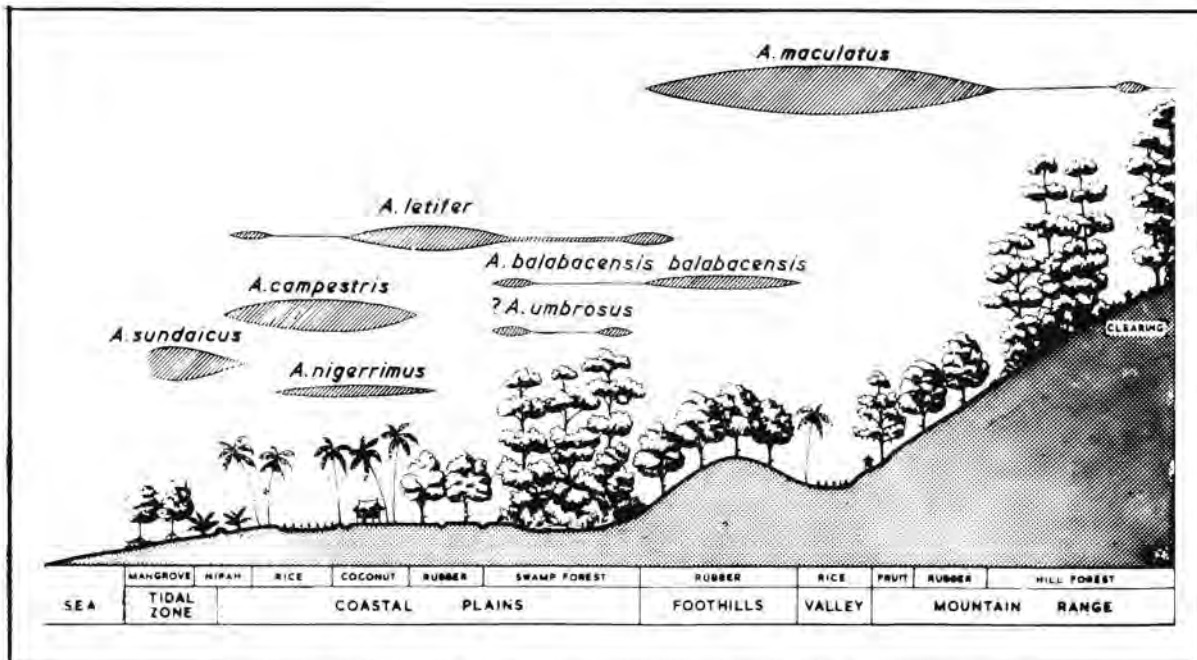 A. maculatus
A. letifer
A. balabacensis balabacensis
A. campestris
? A. umbrosus
A. sundaicus
A. nigerrimus
CLEARING
MANGROVE NIPAH RICE COCONUT RUBBER SWAMP FOREST RUBBER RICE FRUIT RUBBER HILL FOREST
SEA TIDAL ZONE COASTAL PLAINS FOOTHILLS VALLEY MOUNTAIN RANGE